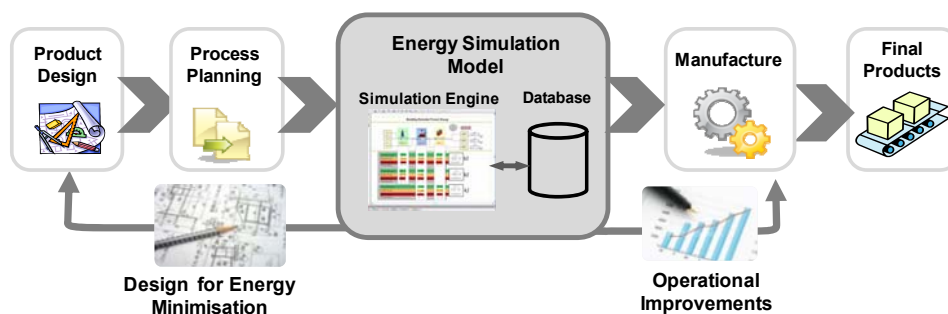 Product
Design
Process
Planning
Energy Simulation
Model
Simulation Engine
Database
Manufacture
Final
Products
Design for Energy
Minimisation
Operational
Improvements